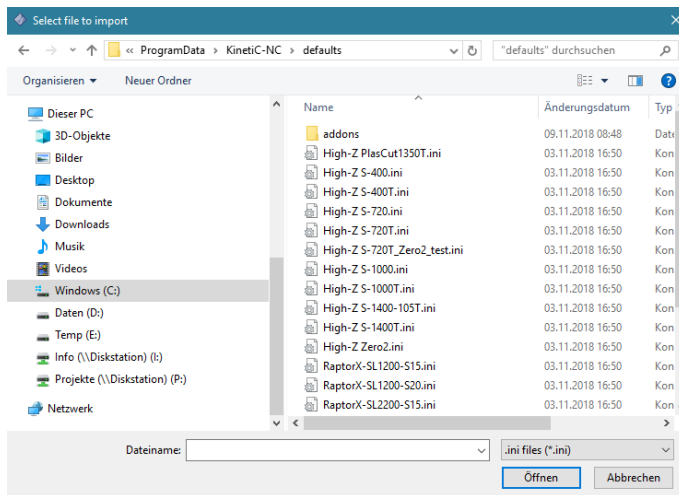 Select file to import
« ProgramData › KinetiC-NC › defaults "defaults" durchsuchen
Organisieren Neuer Ordner
Dieser PC
3D-Objekte
Bilder
Desktop
Dokumente
Downloads
Musik
Videos
Windows (C:)
Daten (D:)
Temp (E:)
Info (\\Diskstation) (I:)
Projekte (\\Diskstation) (P:)
Netzwerk
Name Änderungsdatum Typ
addons 09.11.2018 08:48 Date
High-Z PlasCut1350T.ini 03.11.2018 16:50 Kon
High-Z S-400.ini 03.11.2018 16:50 Kon
High-Z S-400T.ini 03.11.2018 16:50 Kon
High-Z S-720.ini 03.11.2018 16:50 Kon
High-Z S-720T.ini 03.11.2018 16:50 Kon
High-Z S-720T_Zero2_test.ini 03.11.2018 16:50 Kon
High-Z S-1000.ini 03.11.2018 16:50 Kon
High-Z S-1000T.ini 03.11.2018 16:50 Kon
High-Z S-1400-105T.ini 03.11.2018 16:50 Kon
High-Z S-1400T.ini 03.11.2018 16:50 Kon
High-Z Zero2.ini 03.11.2018 16:50 Kon
RaptorX-SL1200-S15.ini 03.11.2018 16:50 Kon
RaptorX-SL1200-S20.ini 03.11.2018 16:50 Kon
RaptorX-SL2200-S15.ini 03.11.2018 16:50 Kon
Dateiname: .ini files (*.ini)
Öffnen Abbrechen